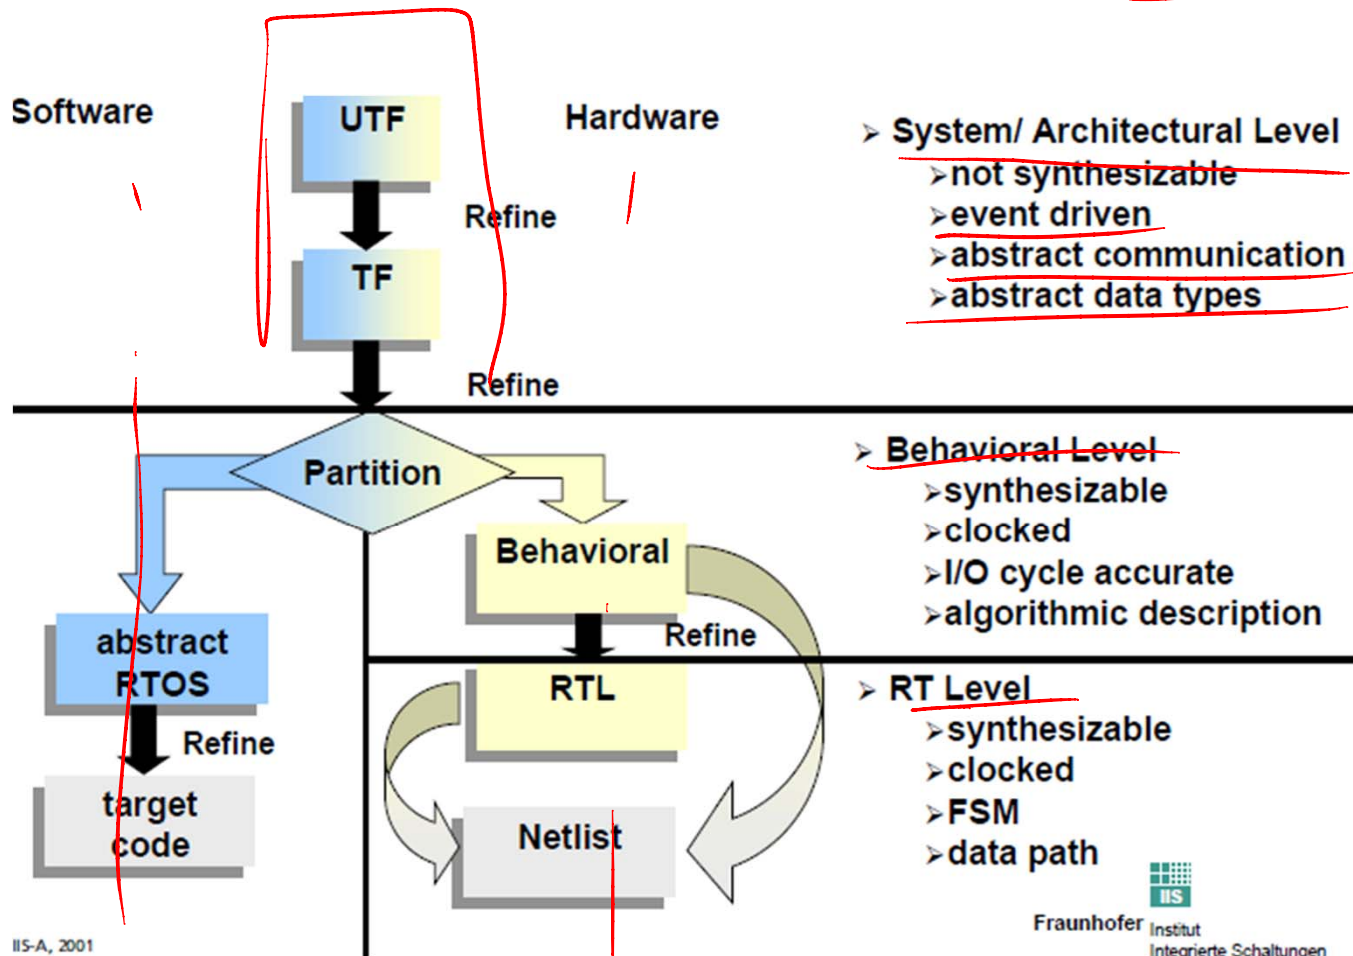 Software
UTF
Hardware
Refine
TF
Refine
➢ System/ Architectural Level
➢not synthesizable
➢event driven
➢abstract communication
➢abstract data types
Partition
Behavioral
Refine
abstract
RTOS
Refine
target
code
RTL
Netlist
➢ Behavioral Level
➢synthesizable
➢clocked
➢I/O cycle accurate
➢algorithmic description
➢ RT Level
➢synthesizable
➢clocked
➢FSM
➢data path
IIS
Fraunhofer Institut
Integrierte Schaltungen
IIS-A, 2001